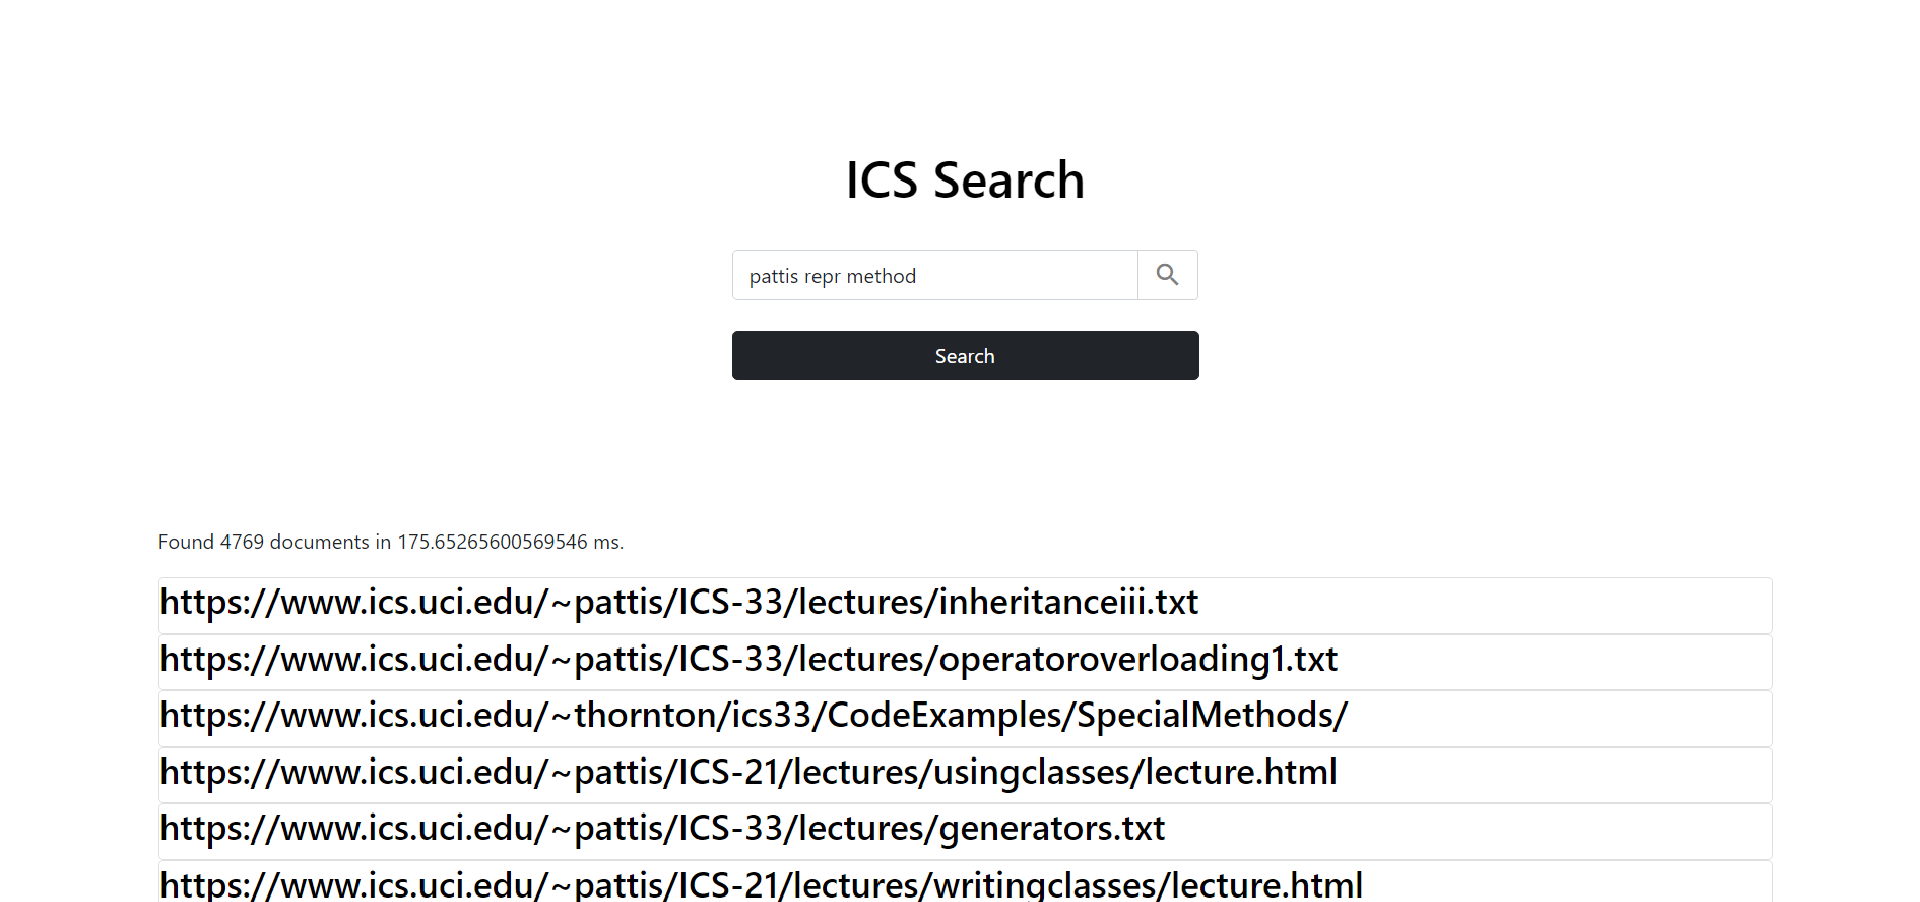 ICS Search
pattis repr method
Search
Found 4769 documents in 175.65265600569546 ms.
https://www.ics.uci.edu/~pattis/ICS-33/lectures/inheritanceiii.txt
https://www.ics.uci.edu/~pattis/ICS-33/lectures/operatoroverloading1.txt
https://www.ics.uci.edu/~thornton/ics33/CodeExamples/SpecialMethods/
https://www.ics.uci.edu/~pattis/ICS-21/lectures/usingclasses/lecture.html
https://www.ics.uci.edu/~pattis/ICS-33/lectures/generators.txt
https://www.ics.uci.edu/~pattis/ICS-21/lectures/writingclasses/lecture.html